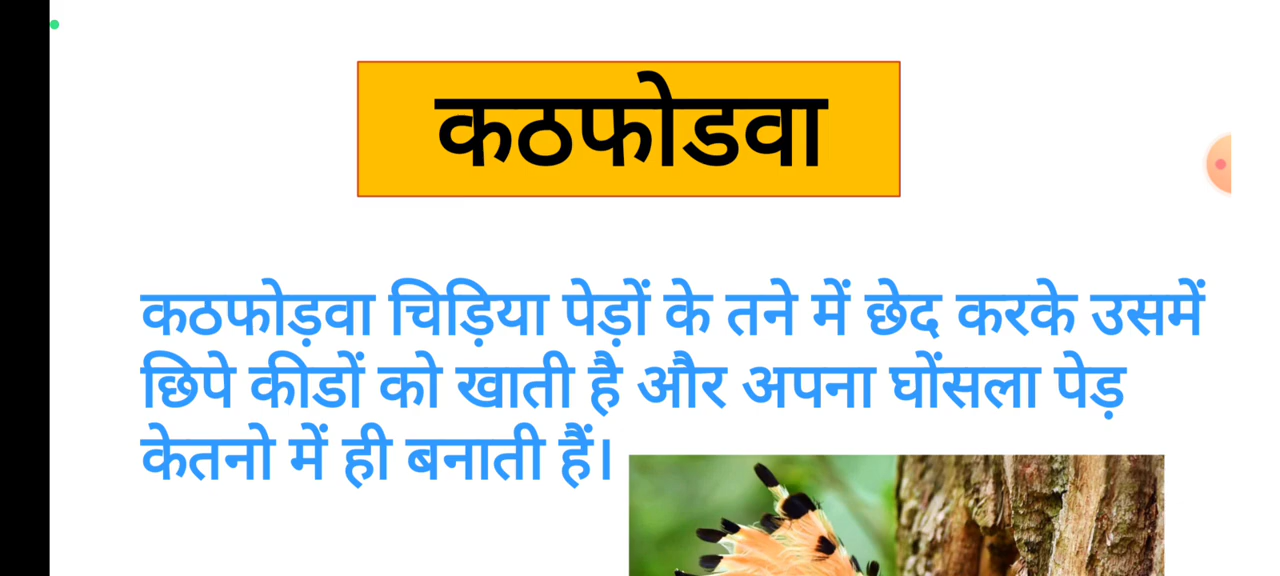 कठफोडवा
कठफोड़वा चिड़िया पेड़ों के तने में छेद करके उसमें
छिपे कीडों को खाती है और अपना घोंसला पेड़
केतनो में ही बनाती हैं।